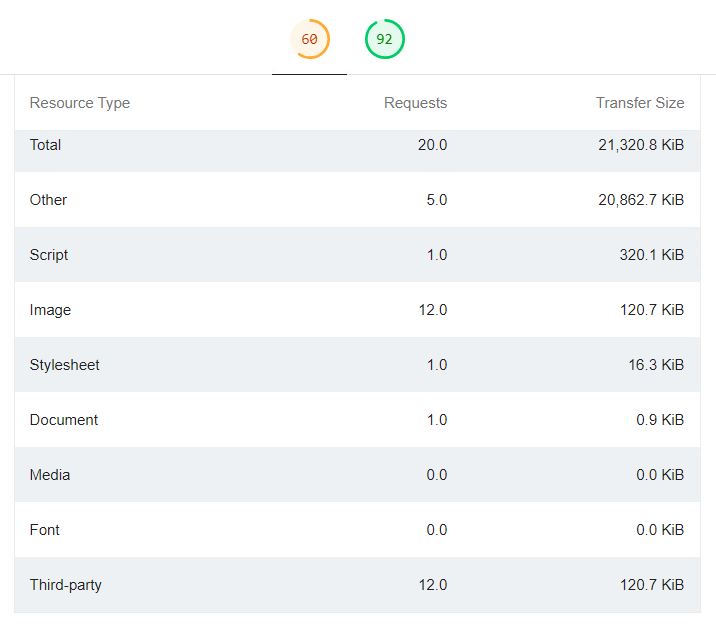 60 92
Resource Type Requests Transfer Size
Total 20.0 21,320.8 KiB
Other 5.0 20,862.7 KiB
Script 1.0 320.1 KiB
Image 12.0 120.7 KiB
Stylesheet 1.0 16.3 KiB
Document 1.0 0.9 KiB
Media 0.0 0.0 KiB
Font 0.0 0.0 KiB
Third-party 12.0 120.7 KiB